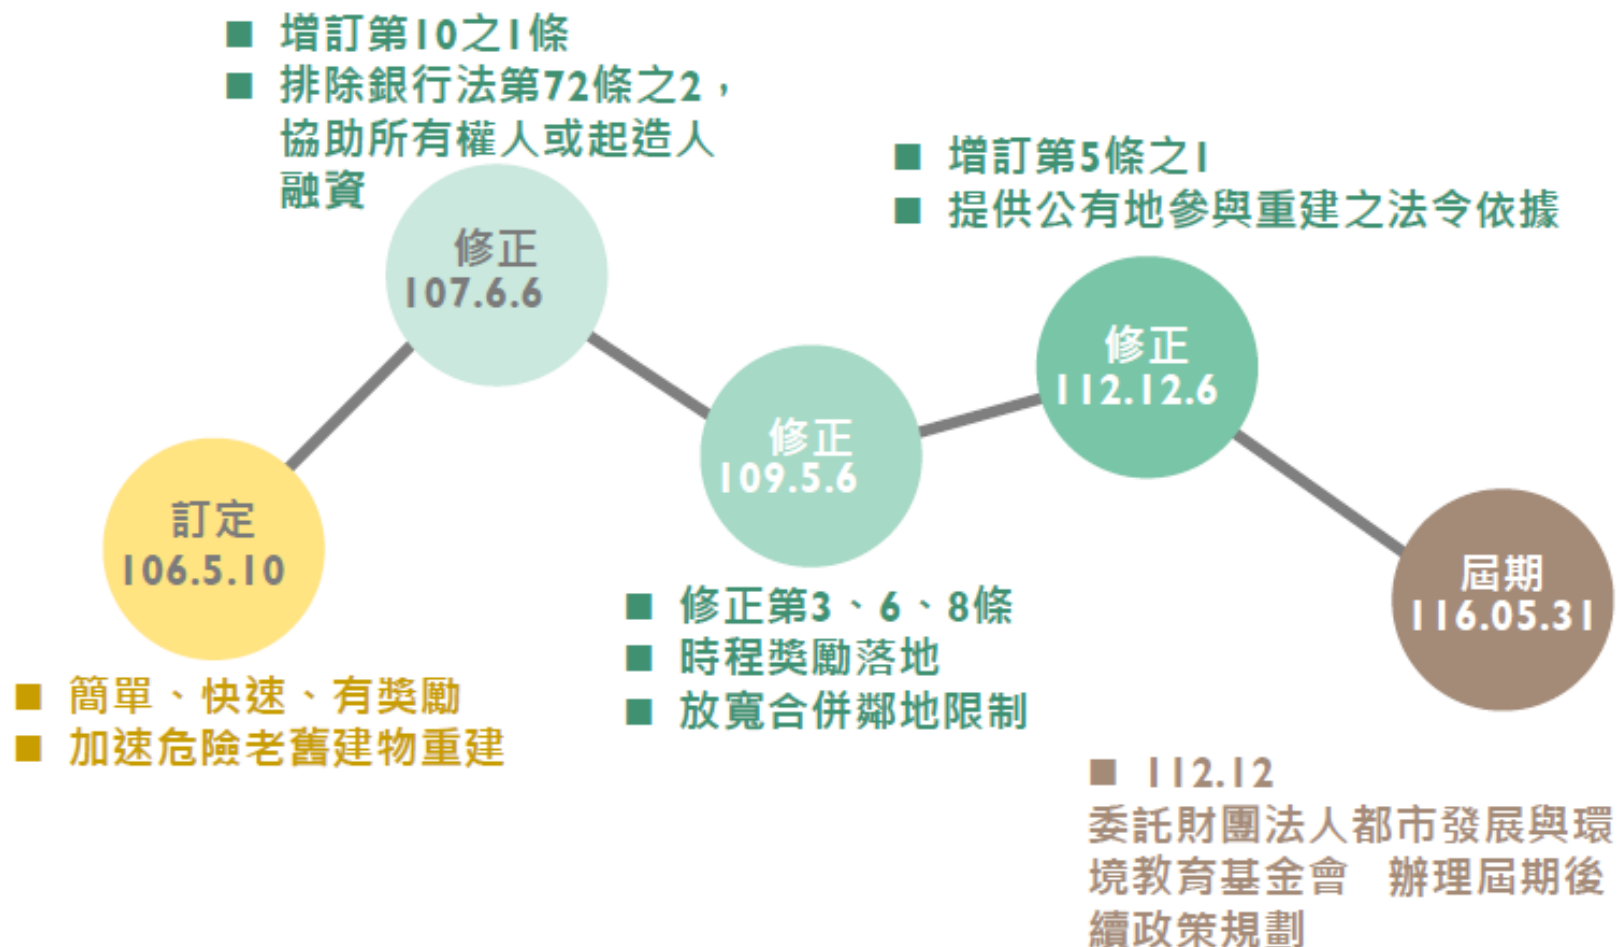 ■ 增訂第10之1條
■ 排除銀行法第72條之2，
協助所有權人或起造人
融資
修正
107.6.6
■ 增訂第5條之1
■ 提供公有地參與重建之法令依據
修正
112.12.6
修正
109.5.6
訂定
106.5.10
屆期
116.05.31
■ 修正第3、6、8條
■ 時程獎勵落地
■ 放寬合併鄰地限制
■ 簡單、快速、有獎勵
■ 加速危險老舊建物重建
■ 112.12
委託財團法人都市發展與環
境教育基金會 辦理屆期後
續政策規劃